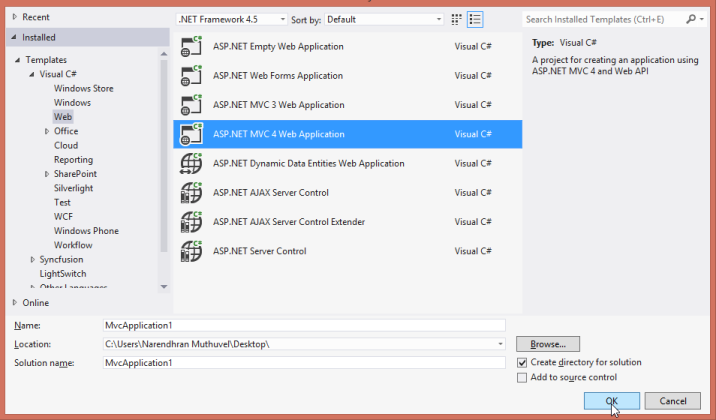 Recent
.NET Framework 4.5
Sort by:
Default
Search Installed Templates (Ctrl+E)
Installed
Templates
Visual C#
Windows Store
Windows
Web
Office
Cloud
Reporting
SharePoint
Silverlight
Test
WCF
Windows Phone
Workflow
Syncfusion
LightSwitch
Other Languages
Online
ASP.NET Empty Web Application Visual C#
ASP.NET Web Forms Application Visual C#
ASP.NET MVC 3 Web Application Visual C#
ASP.NET MVC 4 Web Application Visual C#
ASP.NET Dynamic Data Entities Web Application Visual C#
ASP.NET AJAX Server Control Visual C#
ASP.NET AJAX Server Control Extender Visual C#
ASP.NET Server Control Visual C#
Type: Visual C#
A project for creating an application using
ASP.NET MVC 4 and Web API
Name: MvcApplication1
Location: C:\Users\Narendhran Muthuvel\Desktop\
Browse...
Solution name: MvcApplication1
Create directory for solution
Add to source control
OK
Cancel